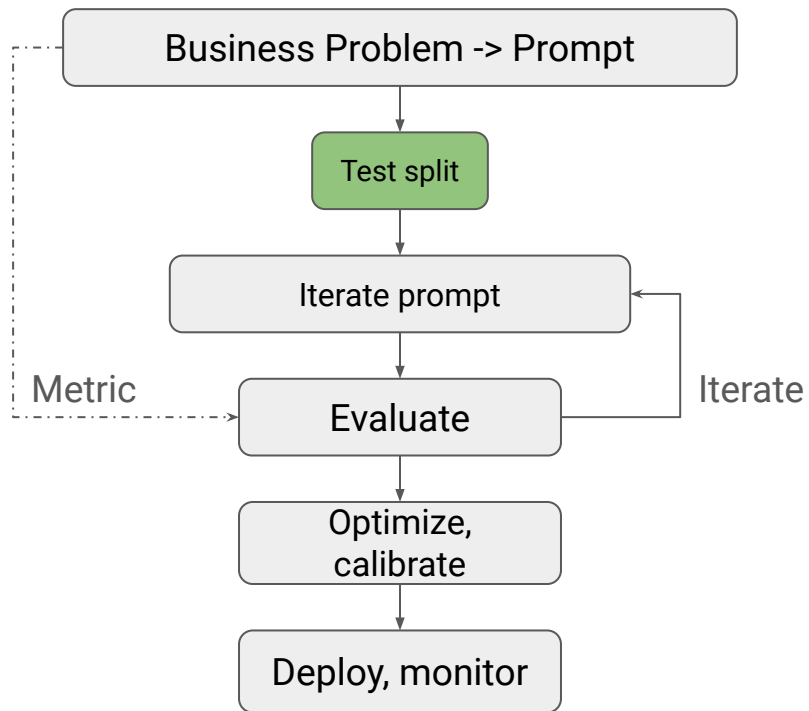 Business Problem -> Prompt
Test split
Iterate prompt
Metric
Iterate
Evaluate
Optimize,
calibrate
Deploy, monitor